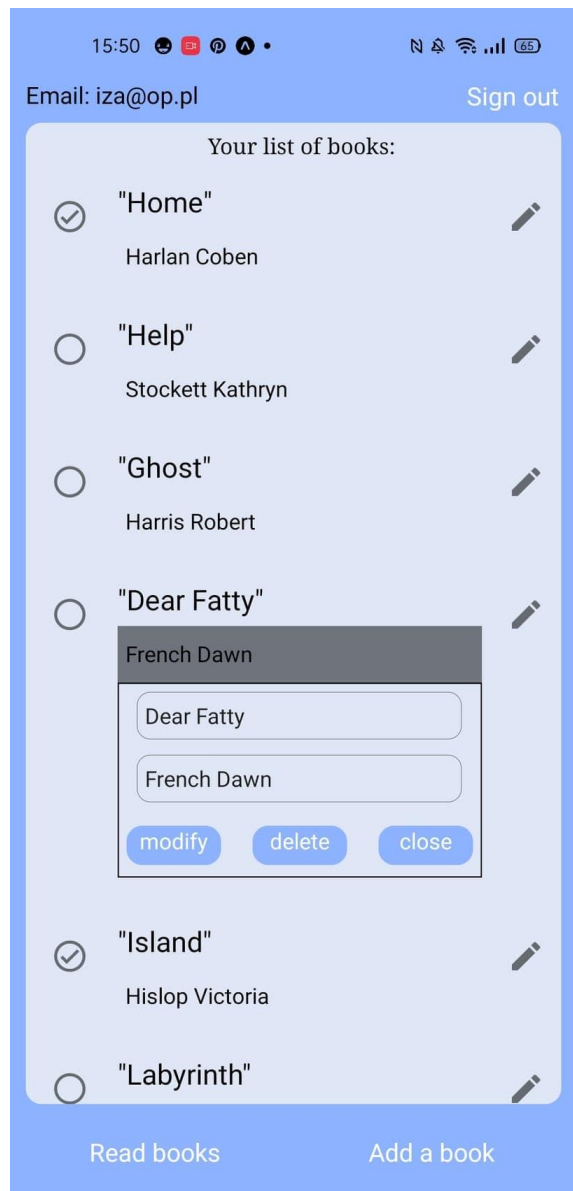 15:50 65
Email: iza@op.pl Sign out
Your list of books:
"Home"
Harlan Coben
"Help"
Stockett Kathryn
"Ghost"
Harris Robert
"Dear Fatty"
French Dawn
Dear Fatty
French Dawn
modify delete close
"Island"
Hislop Victoria
"Labyrinth"
Read books Add a book